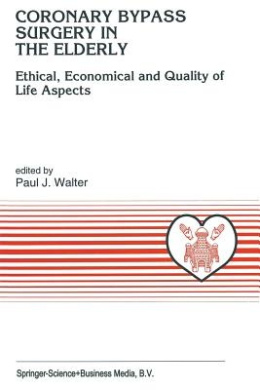 CORONARY BYPASS
SURGERY IN
THE ELDERLY
Ethical, Economical and Quality of
Life Aspects
edited by
Paul J. Walter
Springer-Science+Business Media, B.V.